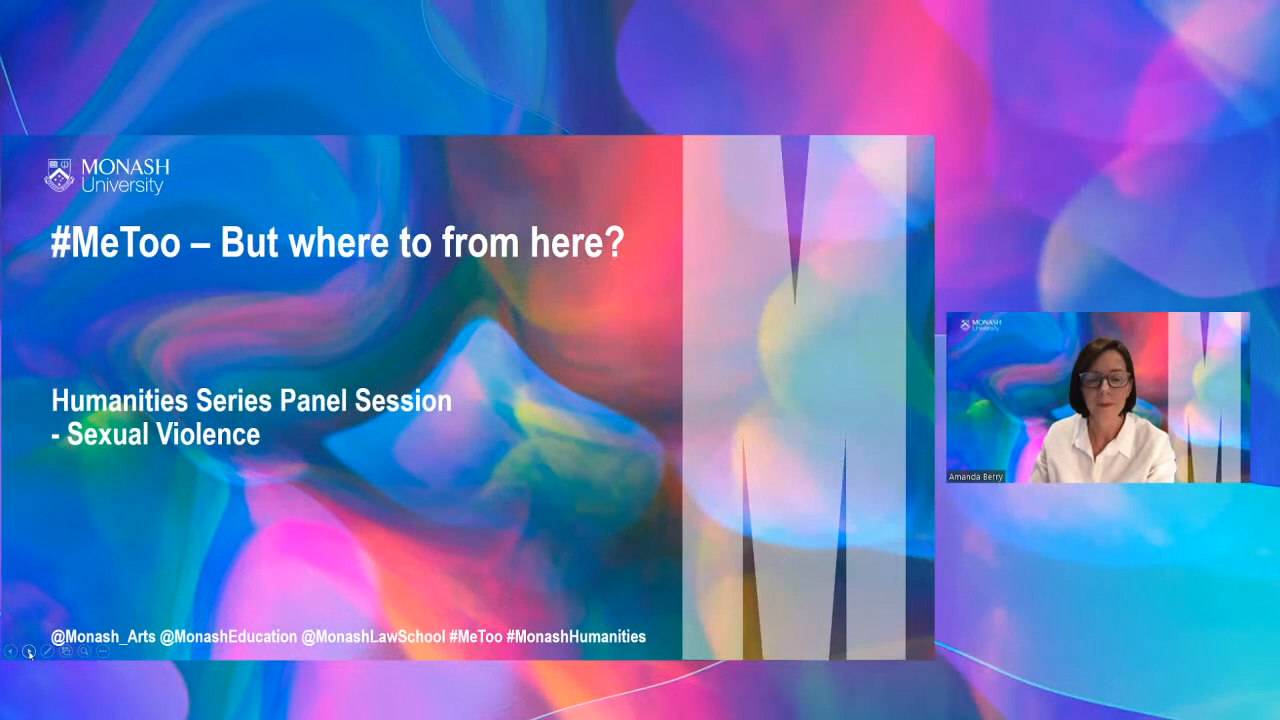 MONASH
University
#MeToo – But where to from here?
Humanities Series Panel Session
- Sexual Violence
@Monash_Arts @MonashEducation @MonashLawSchool #MeToo #MonashHumanities
MONASH
University
Amanda Berry